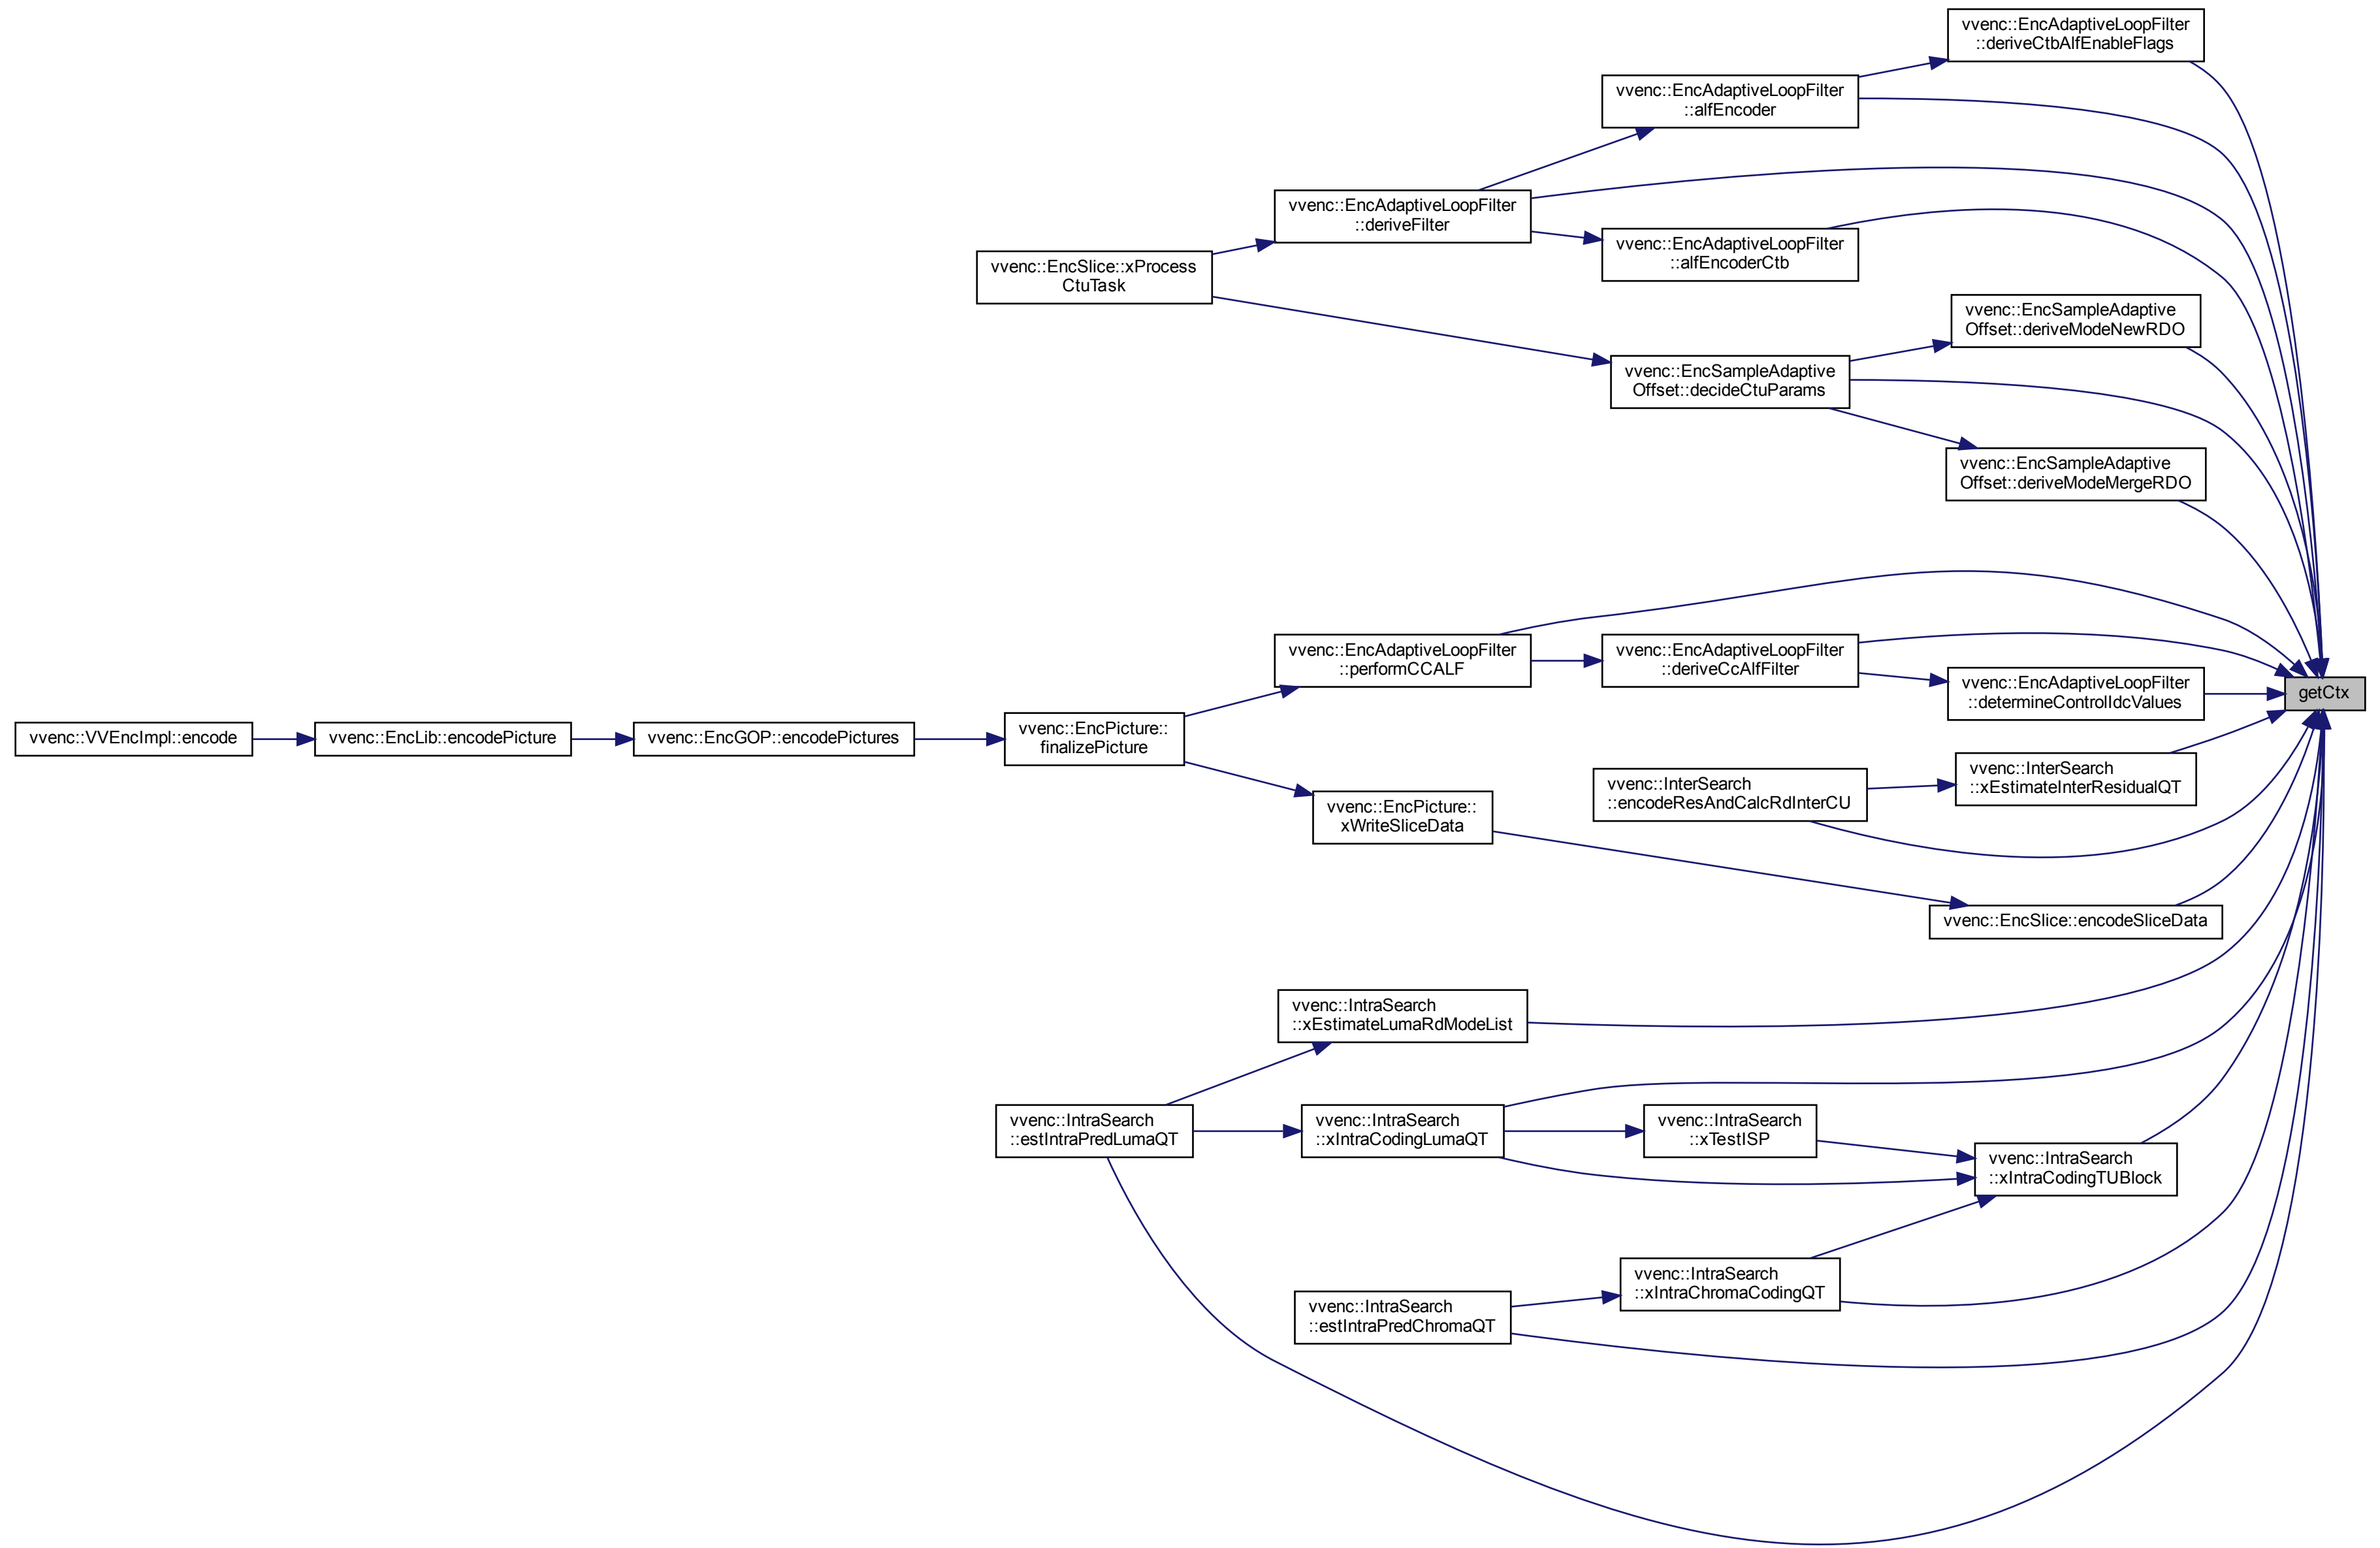 vvenc::EncAdaptiveLoopFilter
::deriveCtbAlfEnableFlags
vvenc::EncAdaptiveLoopFilter
::alfEncoder
vvenc::EncAdaptiveLoopFilter
::deriveFilter
vvenc::EncAdaptiveLoopFilter
::alfEncoderCtb
vvenc::EncSlice::xProcess
CtuTask
vvenc::EncSampleAdaptive
Offset::deriveModeNewRDO
vvenc::EncSampleAdaptive
Offset::decideCtuParams
vvenc::EncSampleAdaptive
Offset::deriveModeMergeRDO
vvenc::EncAdaptiveLoopFilter
::performCCALF
vvenc::EncAdaptiveLoopFilter
::deriveCcAlfFilter
vvenc::EncAdaptiveLoopFilter
::determineControlIdcValues
getCtx
vvenc::VVEncImpl::encode
vvenc::EncLib::encodePicture
vvenc::EncGOP::encodePictures
vvenc::EncPicture::
finalizePicture
vvenc::InterSearch
::encodeResAndCalcRdInterCU
vvenc::InterSearch
::xEstimateInterResidualQT
vvenc::EncPicture::
xWriteSliceData
vvenc::EncSlice::encodeSliceData
vvenc::IntraSearch
::xEstimateLumaRdModeList
vvenc::IntraSearch
::estIntraPredLumaQT
vvenc::IntraSearch
::xIntraCodingLumaQT
vvenc::IntraSearch
::xTestISP
vvenc::IntraSearch
::xIntraCodingTUBlock
vvenc::IntraSearch
::xIntraChromaCodingQT
vvenc::IntraSearch
::estIntraPredChromaQT